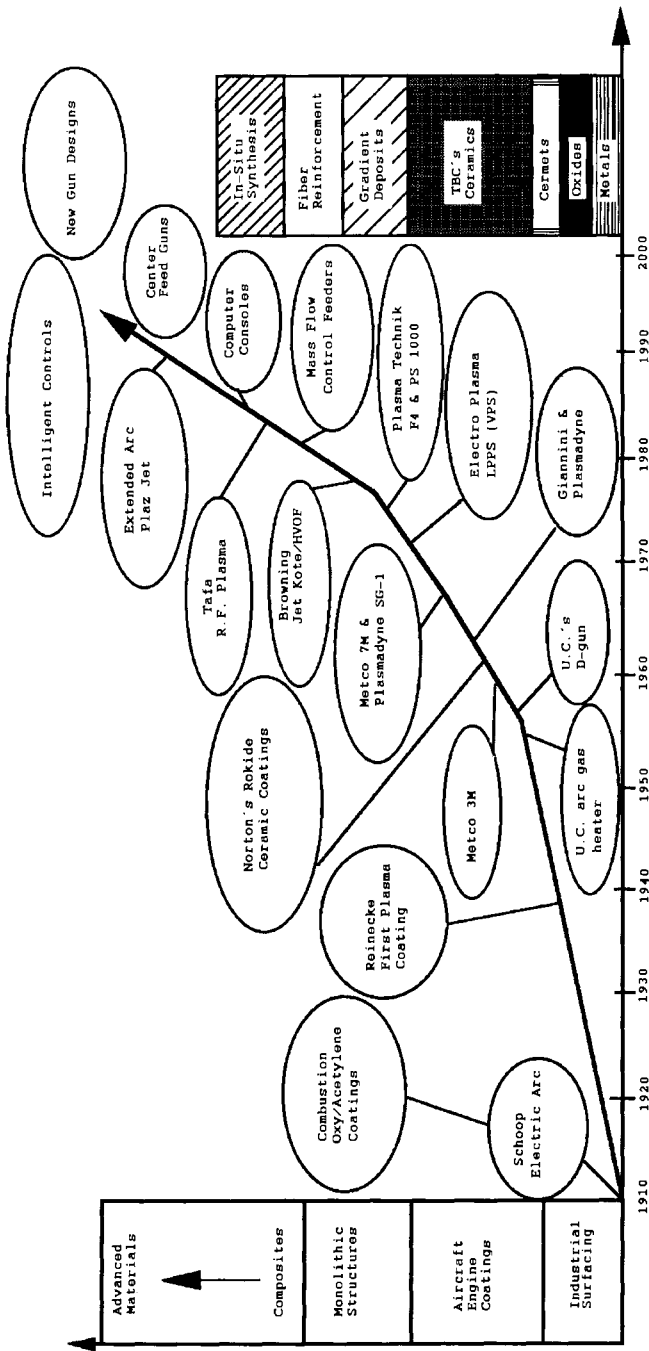 Advanced
Materials
Composites
Monolithic
Structures
Aircraft
Engine
Coatings
Industrial
Surfacing
Combustion
Oxy/Acetylene
Coatings
Schoop
Electric Arc
Reinecke
First Plasma
Coating
Norton's Rokide
Ceramic Coatings
Metco 3M
U.C. arc gas
heater
U.C.'s
D-gun
Metco 7M &
Plasmadyne SG-1
Browning
Jet Kote/HVOF
Tafa
R.F. Plasma
Extended Arc
Plaz Jet
Intelligent Controls
Giannini &
Plasmadyne
Electro Plasma
LPPS (VPS)
Plasma Technik
F4 & PS 1000
Mass Flow
Control Feeders
Computer
Consoles
Center
Feed Guns
New Gun Designs
In-Situ
Synthesis
Fiber
Reinforcement
Gradient
Deposits
TBC's
Ceramics
Cermets
Oxides
Metals
1910 1920 1930 1940 1950 1960 1970 1980 1990 2000